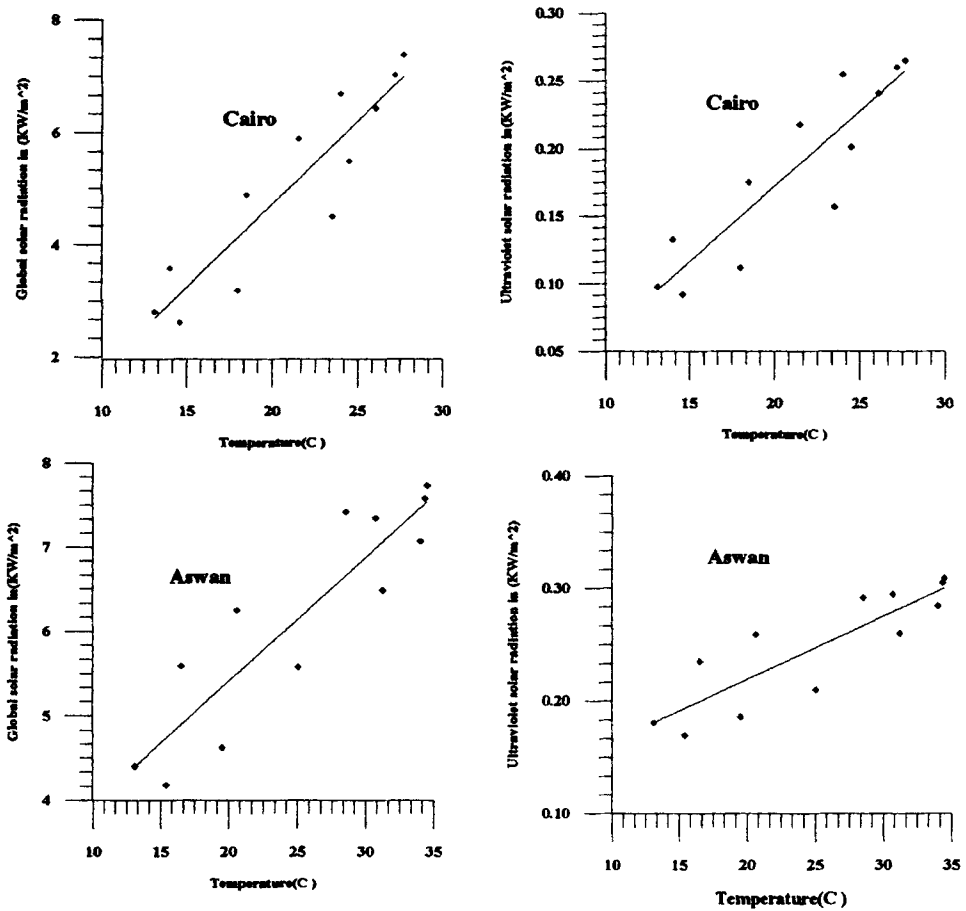 8
6
4
2
Global solar radiation in (KW/m^2)
Cairo
10 15 20 25 30
Temperature(C )
0.30
0.25
0.20
0.15
0.10
0.05
Ultraviolet solar radiation in(KW/m^2)
Cairo
10 15 20 25 30
Temperature(C )
8
7
6
5
4
Global solar radiation in(KW/m^2)
Aswan
10 15 20 25 30 35
Temperature(C )
0.40
0.30
0.20
0.10
Ultraviolet solar radiation in (KW/m^2)
Aswan
10 15 20 25 30 35
Temperature(C )